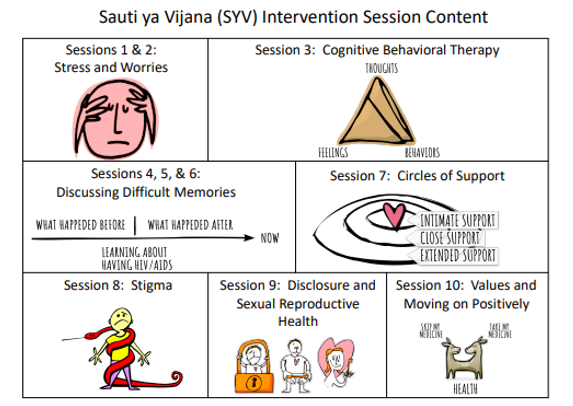 Sauti ya Vijana (SYV) Intervention Session Content
Sessions 1 & 2:
Stress and Worries
Session 3:  Cognitive Behavioral Therapy
THOUGHTS
FEELINGS
BEHAVIORS
Sessions 4, 5, & 6:
Discussing Difficult Memories
WHAT HAPPEDED BEFORE
WHAT HAPPEDED AFTER
NOW
LEARNING ABOUT
HAVING HIV/AIDS
Session 7:  Circles of Support
INTIMATE SUPPORT
CLOSE SUPPORT
EXTENDED SUPPORT
Session 8:  Stigma
Session 9:  Disclosure and
Sexual Reproductive
Health
Session 10:  Values and
Moving on Positively
SKIP MY
MEDICINE
TAKE MY
MEDICINE
HEALTH